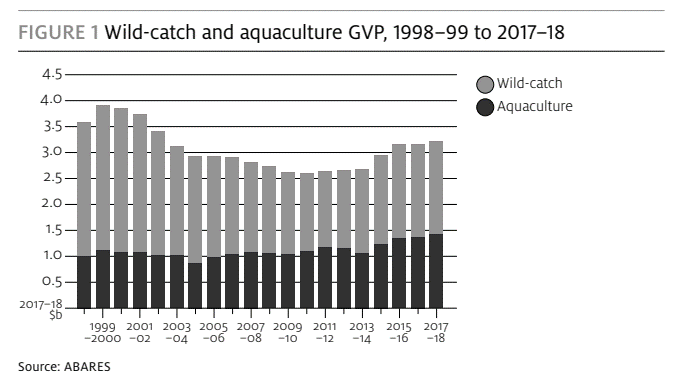 FIGURE 1 Wild-catch and aquaculture GVP, 1998–99 to 2017–18
4.5
4.0
3.5
3.0
2.5
2.0
1.5
1.0
0.5
2017–18
$b
Wild-catch
Aquaculture
1999 2001 2003 2005 2007 2009 2011 2013 2015 2017
–2000 –02 –04 –06 –08 –10 –12 –14 –16 –18
Source: ABARES